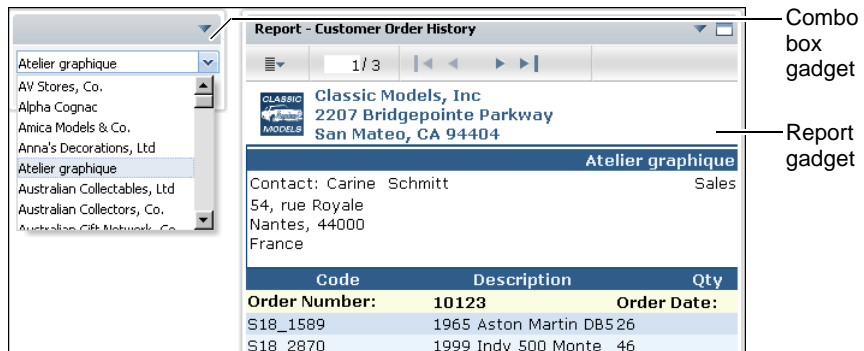 Report - Customer Order History
Atelier graphique
AV Stores, Co.
Alpha Cognac
Amica Models & Co.
Anna's Decorations, Ltd
Atelier graphique
Australian Collectables, Ltd
Australian Collectors, Co.
Australian Gift Network, Co
1/ 3
CLASSIC
MODELS
Classic Models, Inc
2207 Bridgepointe Parkway
San Mateo, CA 94404
Atelier graphique
Contact: Carine Schmitt Sales
54, rue Royale
Nantes, 44000
France
Code Description Qty
Order Number: 10123 Order Date:
S18_1589 1965 Aston Martin DB5 26
S18_2870 1999 Indy 500 Monte 46
Combo
box
gadget
Report
gadget